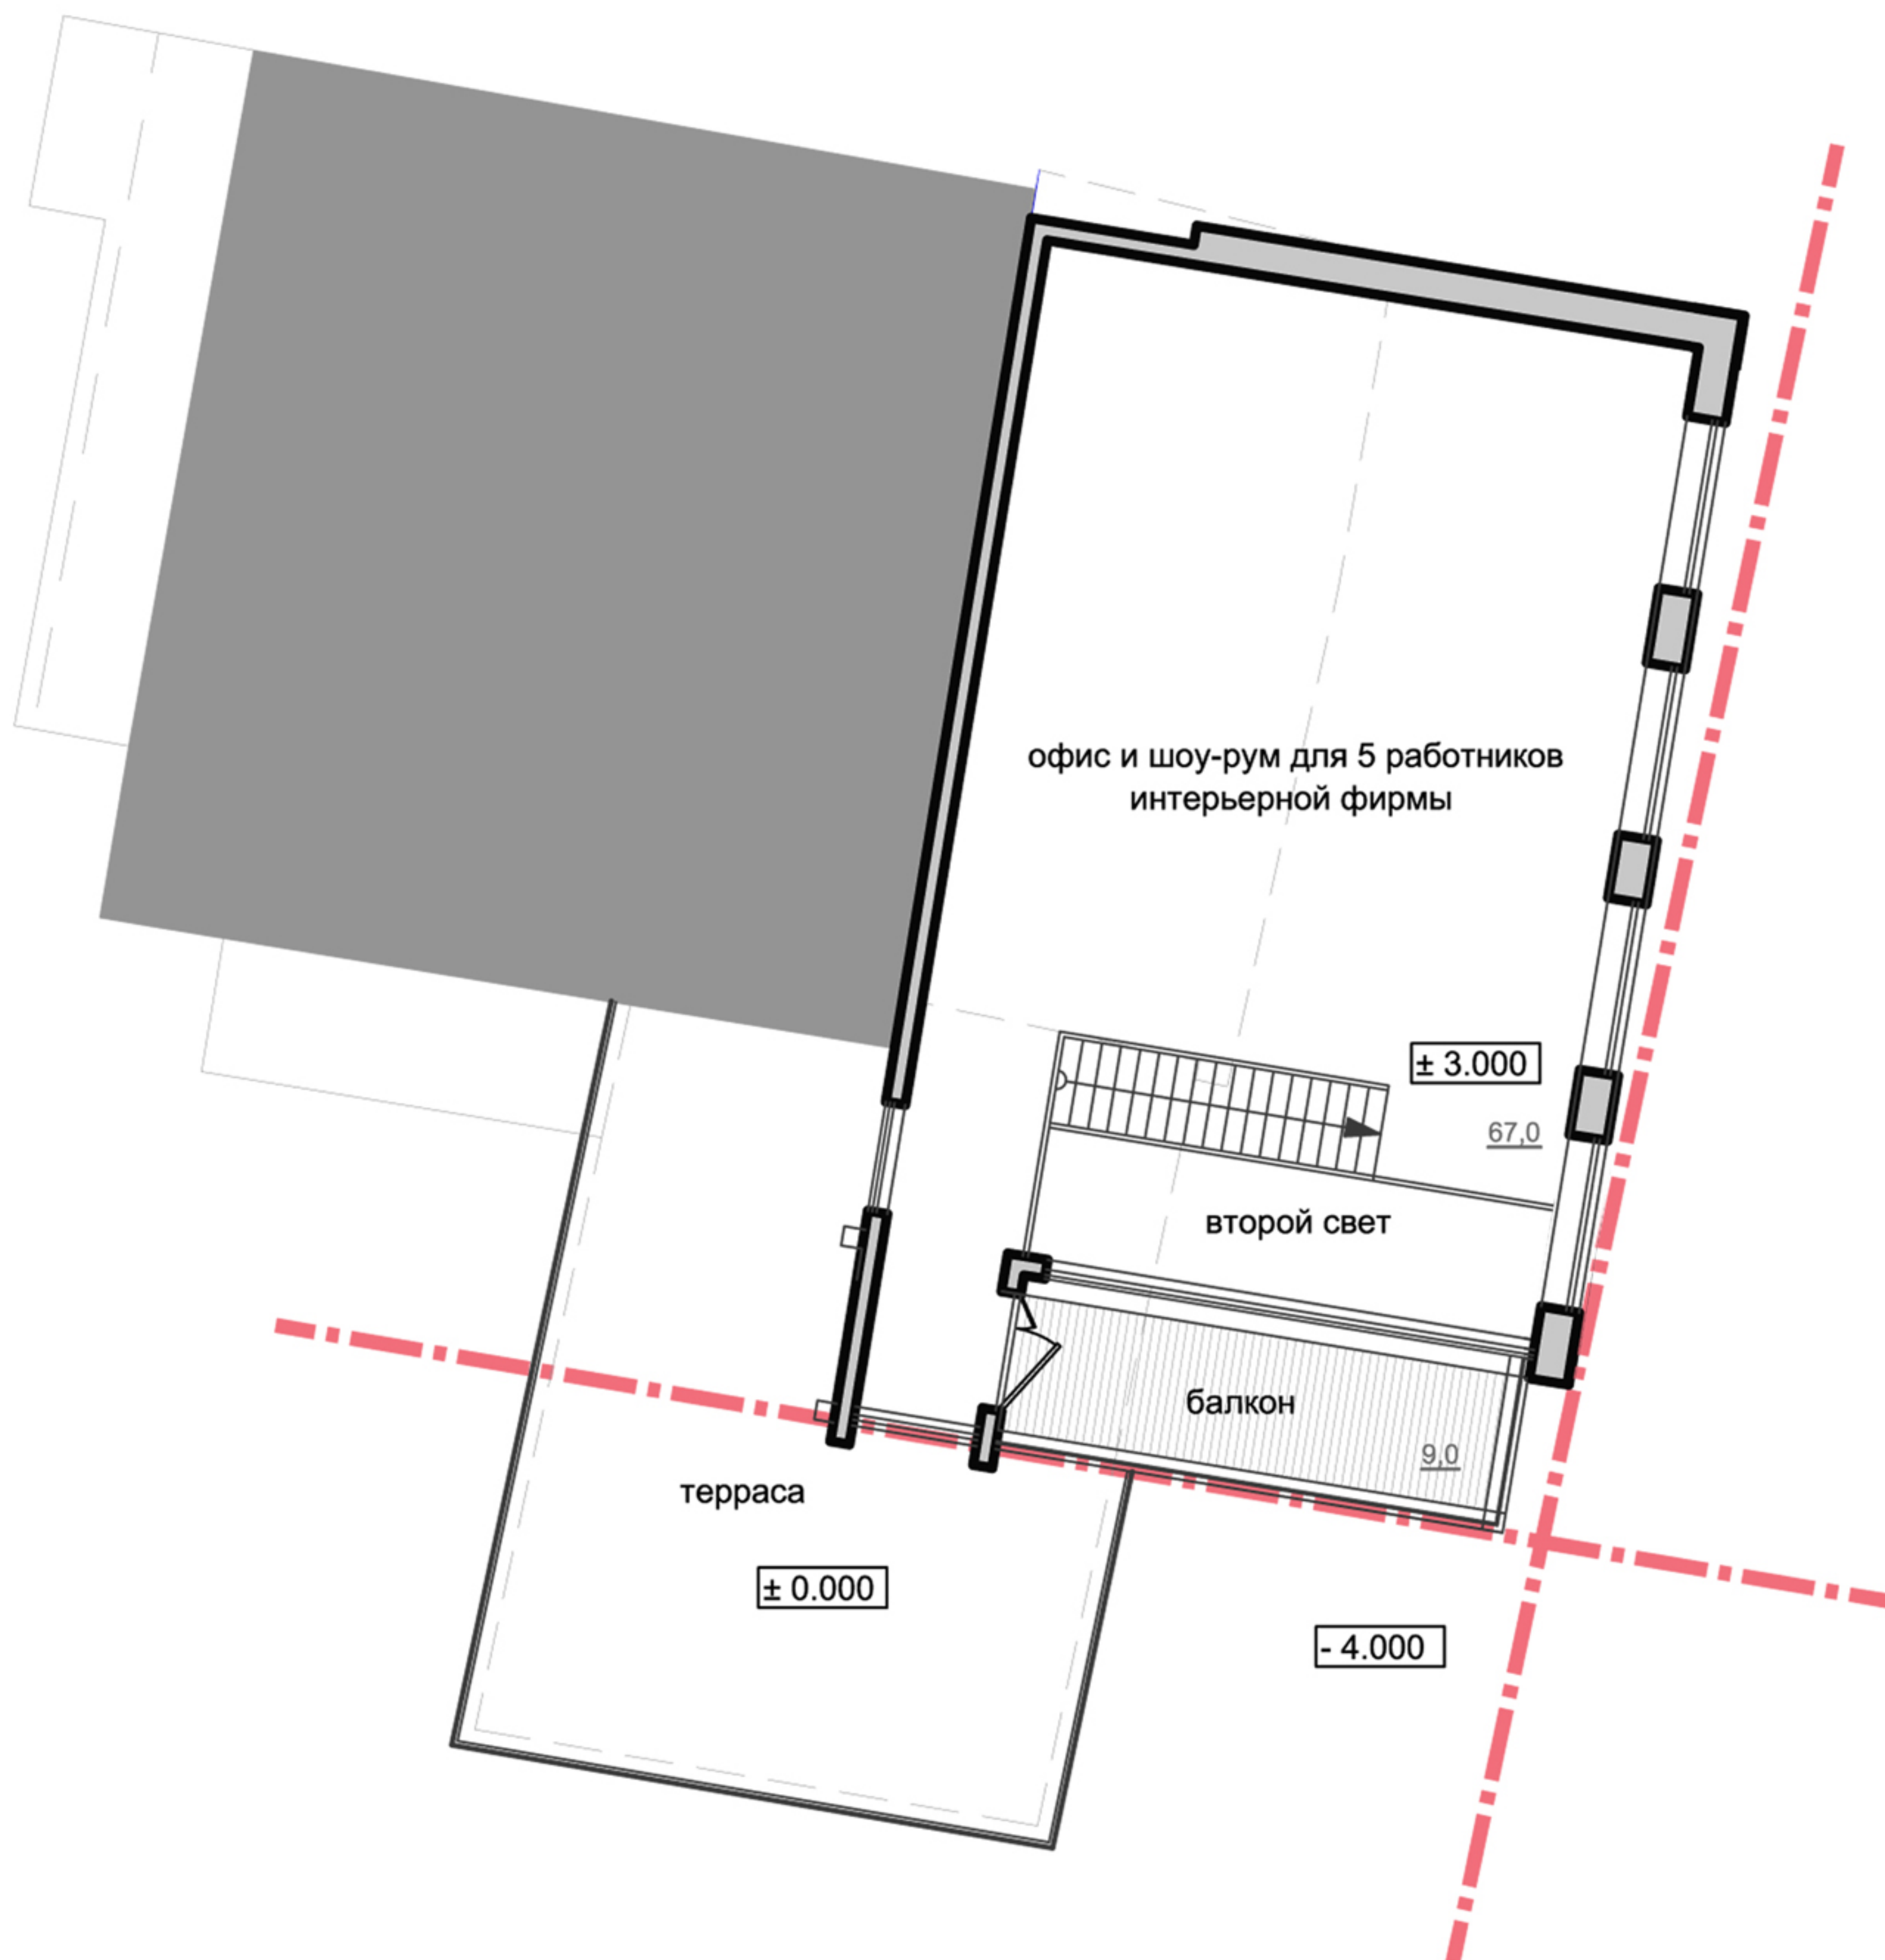 офис и шоу-рум для 5 работников
интерьерной фирмы
± 3.000
67,0
второй свет
балкон
9,0
терраса
± 0.000
- 4.000